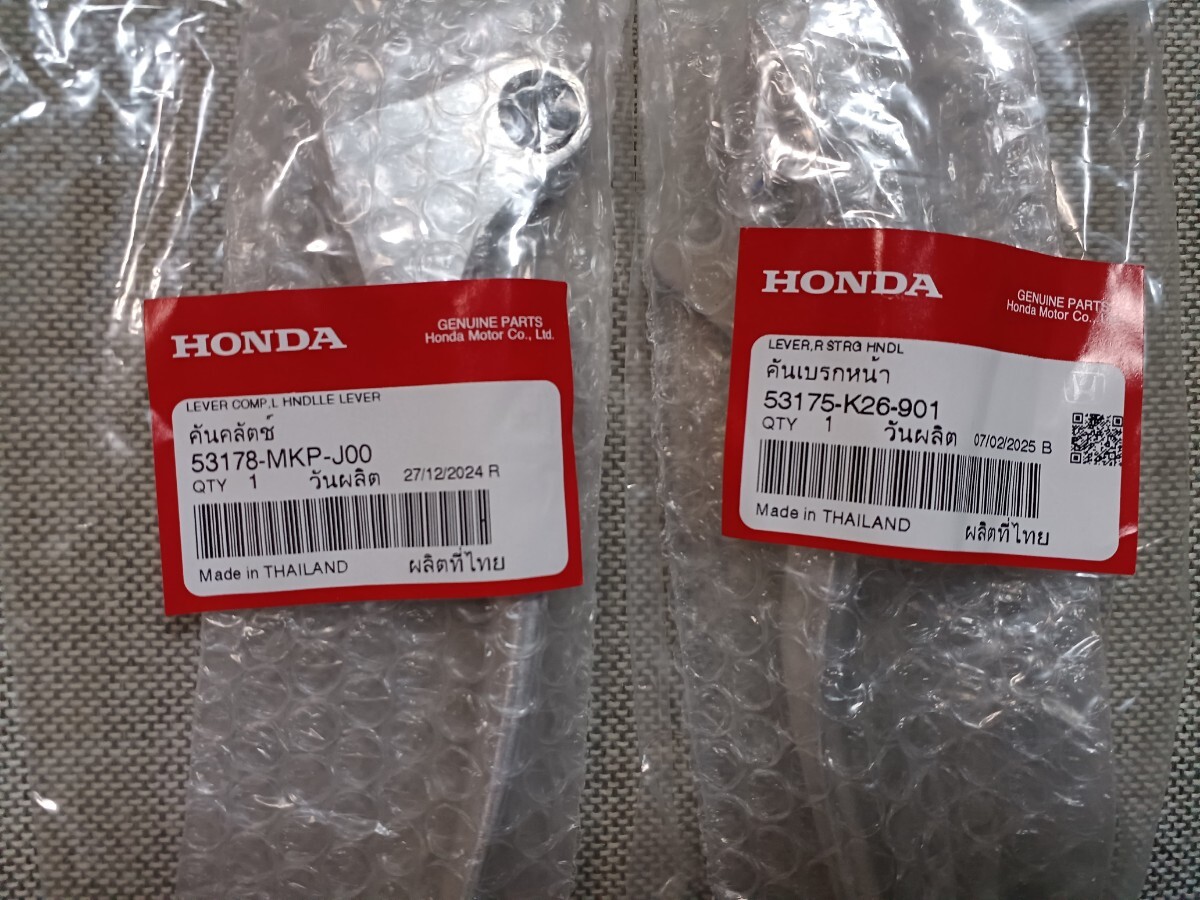 HONDA
GENUINE PARTS
Honda Motor Co., Ltd.
LEVER COMP,L HNDLLE LEVER
คันคลัตช์
53178-MKP-J00
QTY 1 วันผลิต 27/12/2024 R
Made in THAILAND ผลิตที่ไทย
HONDA
GENUINE PARTS
Honda Motor Co.,
LEVER,R STRG HNDL
คันเบรกหน้า
53175-K26-901
QTY 1 วันผลิต 07/02/2025 B
Made in THAILAND ผลิตที่ไทย